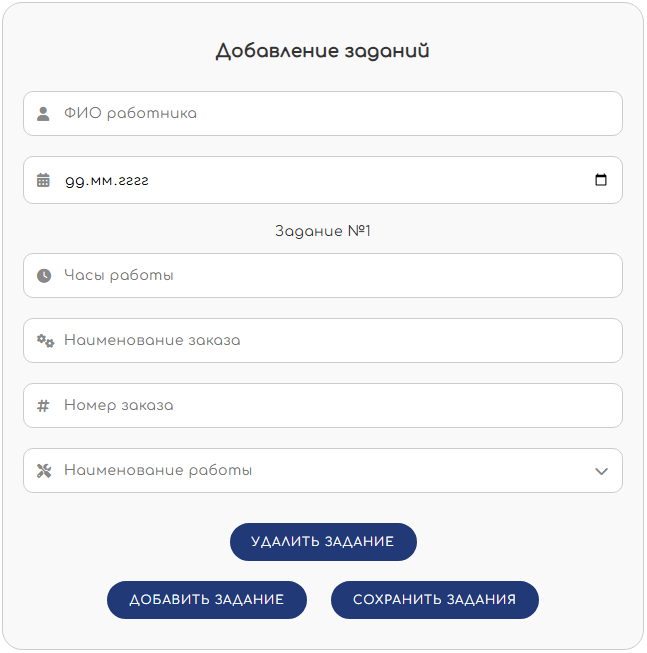 Добавление заданий
ФИО работника
дд.мм.гггг
Задание №1
Часы работы
Наименование заказа
Номер заказа
Наименование работы
УДАЛИТЬ ЗАДАНИЕ
ДОБАВИТЬ ЗАДАНИЕ СОХРАНИТЬ ЗАДАНИЯ